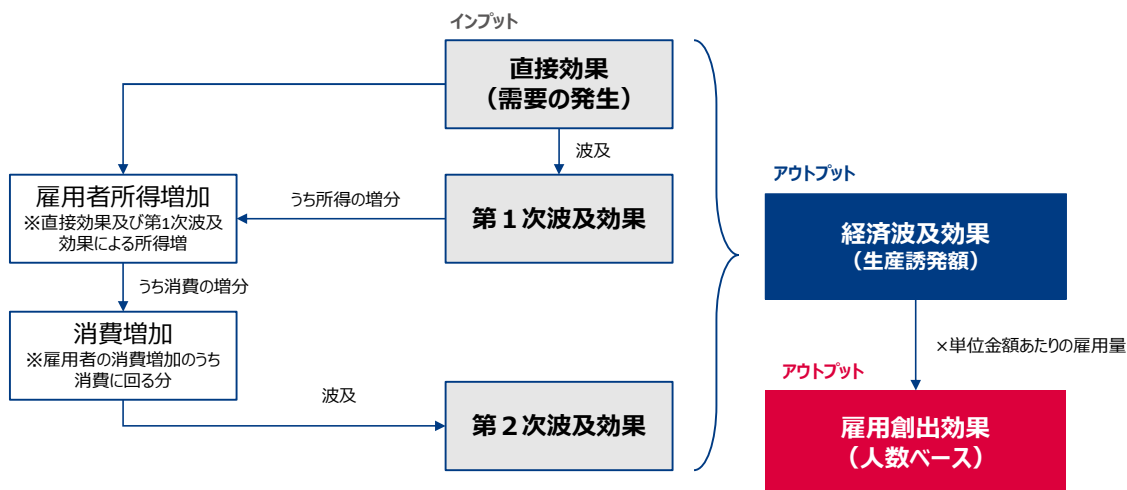 インプット
直接効果
（需要の発生）
波及
雇用者所得増加
※直接効果及び第1次波及
効果による所得増
うち所得の増分
第１次波及効果
うち消費の増分
消費増加
※雇用者の消費増加のうち
消費に回る分
波及
第２次波及効果
アウトプット
経済波及効果
（生産誘発額）
×単位金額あたりの雇用量
アウトプット
雇用創出効果
（人数ベース）